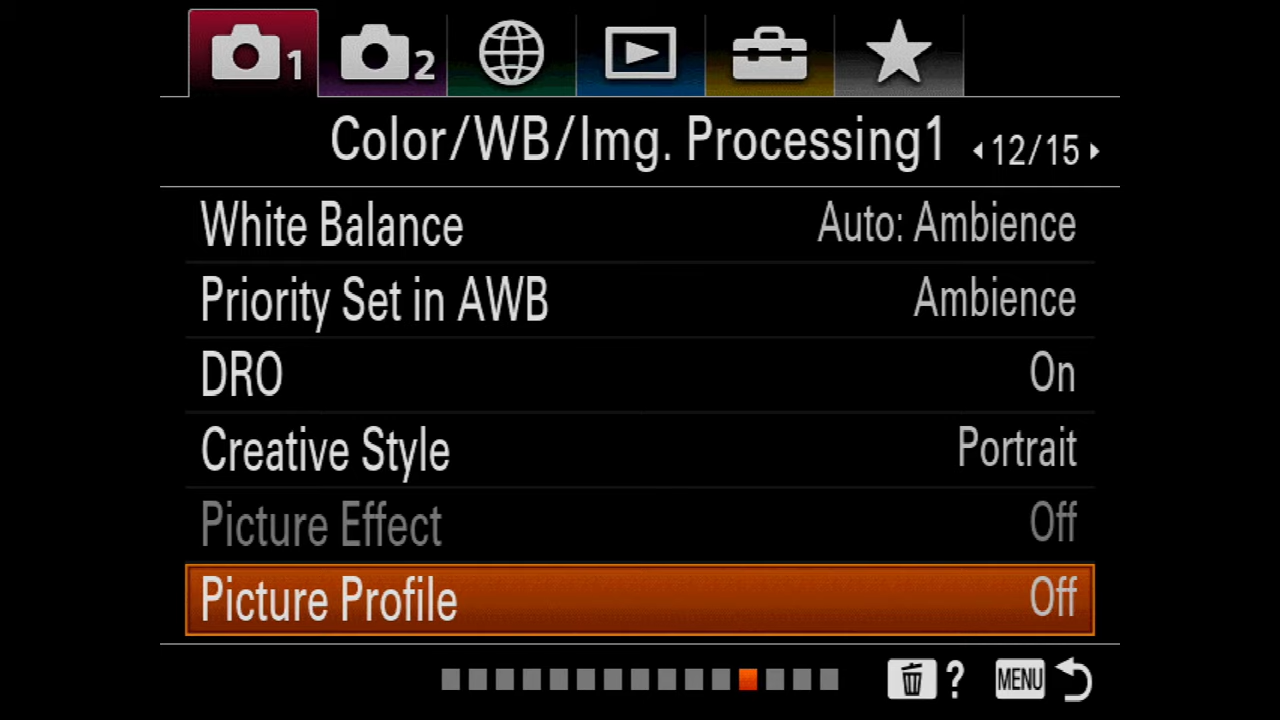 1 2
Color/WB/Img. Processing1 12/15
White Balance Auto: Ambience
Priority Set in AWB Ambience
DRO On
Creative Style Portrait
Picture Effect Off
Picture Profile Off
? MENU